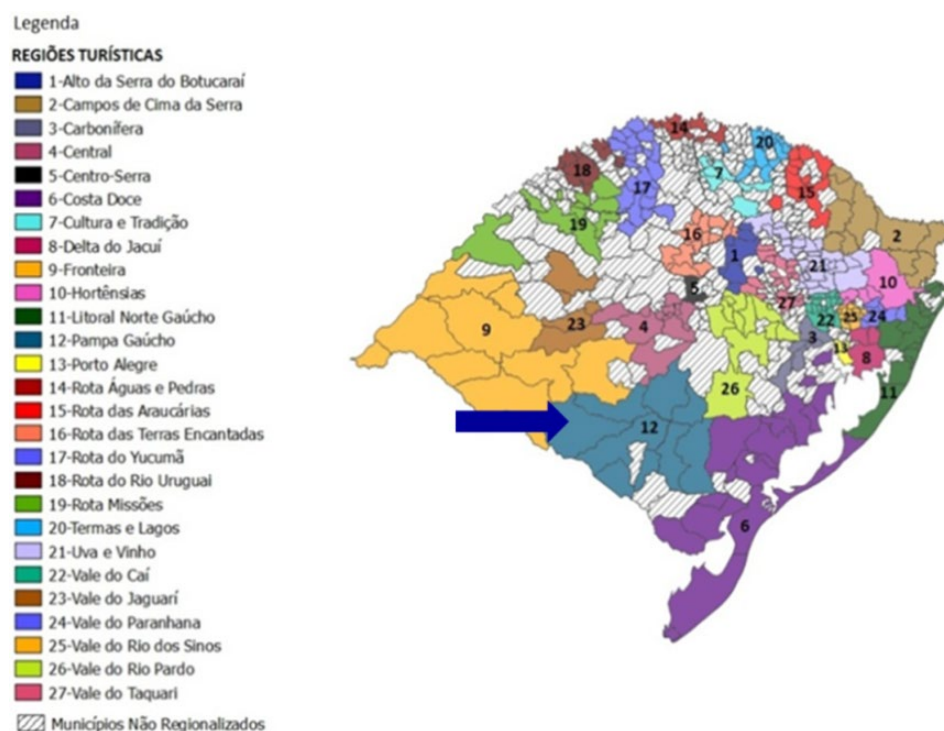 Legenda
REGIÕES TURÍSTICAS
1-Alto da Serra do Botucaraí
2-Campos de Cima da Serra
3-Carbonífera
4-Central
5-Centro-Serra
6-Costa Doce
7-Cultura e Tradição
8-Delta do Jacuí
9-Fronteira
10-Hortênsias
11-Litoral Norte Gaúcho
12-Pampa Gaúcho
13-Porto Alegre
14-Rota Águas e Pedras
15-Rota das Araucárias
16-Rota das Terras Encantadas
17-Rota do Yucumã
18-Rota do Rio Uruguai
19-Rota Missões
20-Termas e Lagos
21-Uva e Vinho
22-Vale do Caí
23-Vale do Jaguarí
24-Vale do Paranhana
25-Vale do Rio dos Sinos
26-Vale do Rio Pardo
27-Vale do Taquari
Municípios Não Regionalizados
14
20
18
7
17
15
19
16
2
1
21
10
5
27
9
23
4
22
25
24
3
13
8
26
11
12
6